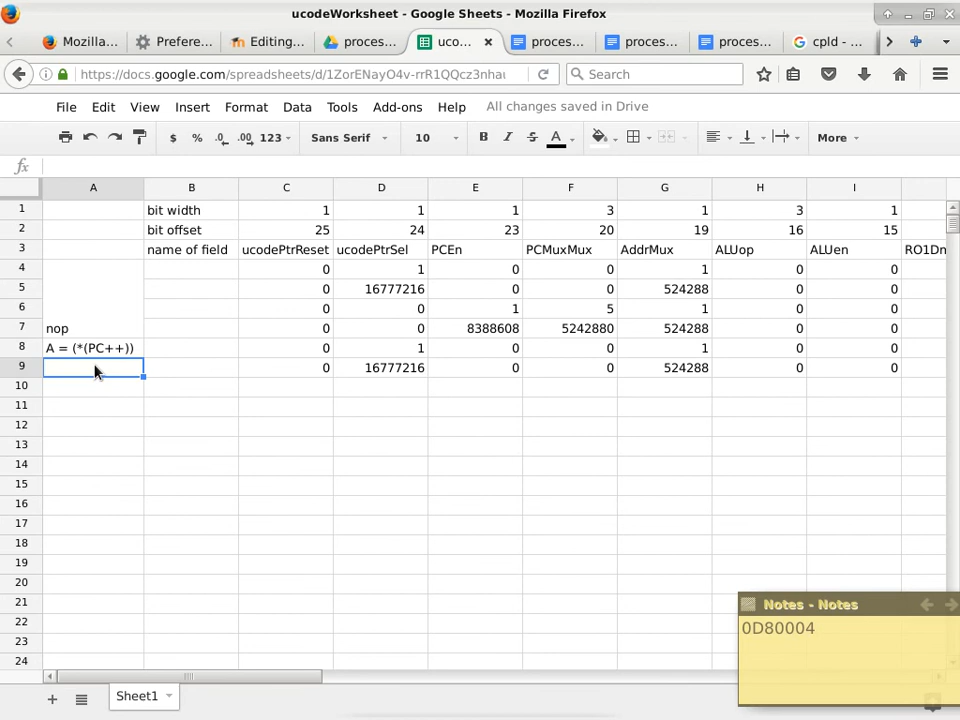 ucodeWorksheet - Google Sheets - Mozilla Firefox
Mozilla... Prefere... Editing... proces... uco... proces... proces... proces... cpld - ...
https://docs.google.com/spreadsheets/d/1ZorENayO4v-rrR1QQcz3nhau Search
File Edit View Insert Format Data Tools Add-ons Help All changes saved in Drive
$ % .0 .00 123 Sans Serif 10 B I S A More
fx
A B C D E F G H I
1 bit width 1 1 1 3 1 3 1
2 bit offset 25 24 23 20 19 16 15
3 name of field ucodePtrReset ucodePtrSel PCEn PCMuxMux AddrMux ALUop ALUen RO1Dm
4 0 1 0 0 1 0 0
5 0 16777216 0 0 524288 0 0
6 0 0 1 5 1 0 0
7 nop 0 0 8388608 5242880 524288 0 0
8 A = (*(PC++)) 0 1 0 0 1 0 0
9 0 16777216 0 0 524288 0 0
10
11
12
13
14
15
16
17
18
19
20
21
22
23
24
Notes - Notes
0D80004
Sheet1